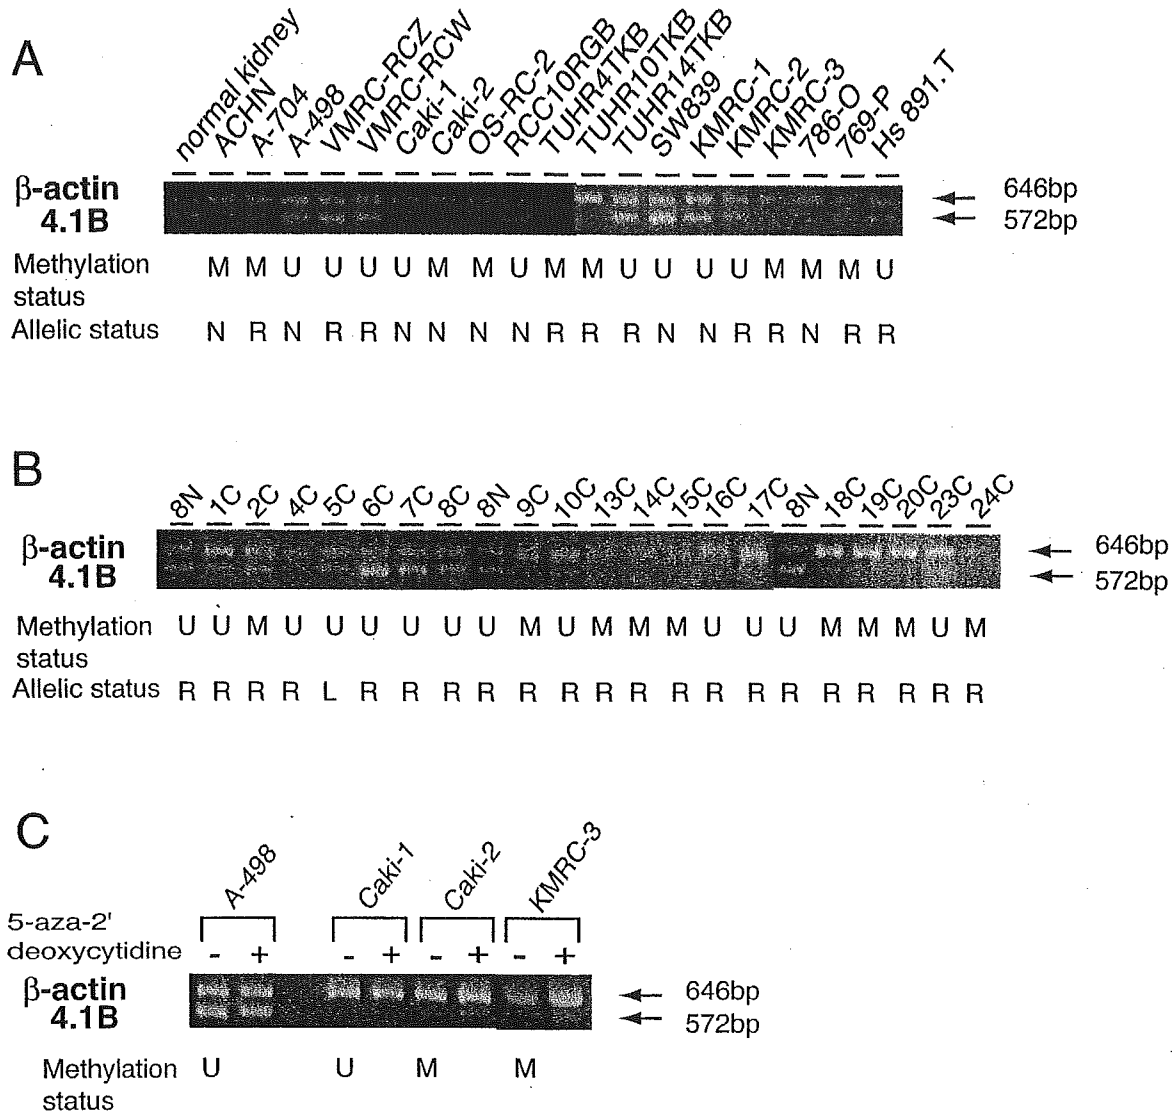 A
normal kidney ACHN A-704 A-498 VMRC-RCZ VMRC-RCW Caki-1 Caki-2 OS-RC-2 RCC10RGB TUHR4TKB TUHR10TKB TUHR14TKB SW839 KMRC-1 KMRC-2 KMRC-3 786-O 769-P Hs 891.T
β-actin 646bp
4.1B 572bp
Methylation status M M U U U U M M U M M U U U U M M M U
Allelic status N R N R R N N N N R R R N N R R N R R
B
8N 1C 2C 4C 5C 6C 7C 8C 8N 9C 10C 13C 14C 15C 16C 17C 8N 18C 19C 20C 23C 24C
β-actin 646bp
4.1B 572bp
Methylation status U U M U U U U U U M U M M M U U U M M M U M
Allelic status R R R R L R R R R R R R R R R R R R R R R R
C
A-498 Caki-1 Caki-2 KMRC-3
5-aza-2'
deoxycytidine - + - + - + - +
β-actin 646bp
4.1B 572bp
Methylation status U U M M